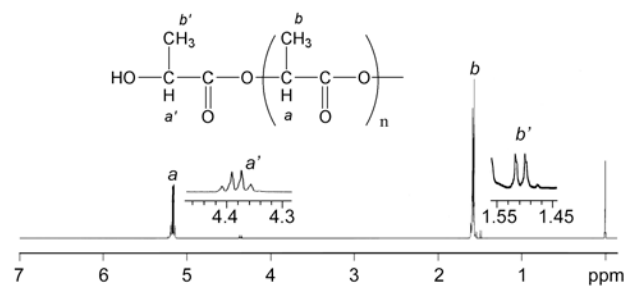 b' b
CH₃ CH₃
HO C C O C C O
H O H O n
a' a
b
b'
a'
a
4.4 4.3
1.55 1.45
7 6 5 4 3 2 1 ppm